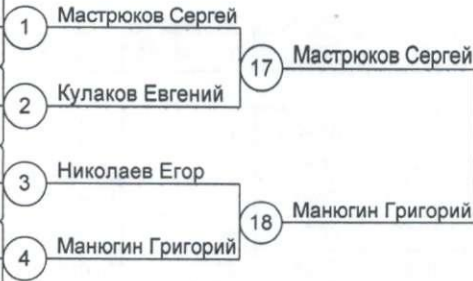 1 Мастрюков Сергей
17 Мастрюков Сергей
2 Кулаков Евгений
3 Николаев Егор
18 Манюгин Григорий
4 Манюгин Григорий